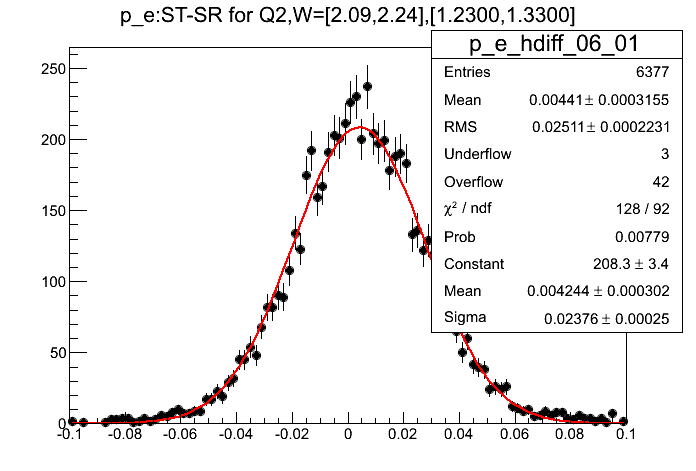 p_e:ST-SR for Q2,W=[2.09,2.24],[1.2300,1.3300]
p_e_hdiff_06_01
Entries 6377
Mean 0.00441± 0.0003155
RMS 0.02511± 0.0002231
Underflow 3
Overflow 42
χ² / ndf 128 / 92
Prob 0.00779
Constant 208.3 ± 3.4
Mean 0.004244 ± 0.000302
Sigma 0.02376 ± 0.00025
250
200
150
100
50
0
-0.1 -0.08 -0.06 -0.04 -0.02 0 0.02 0.04 0.06 0.08 0.1